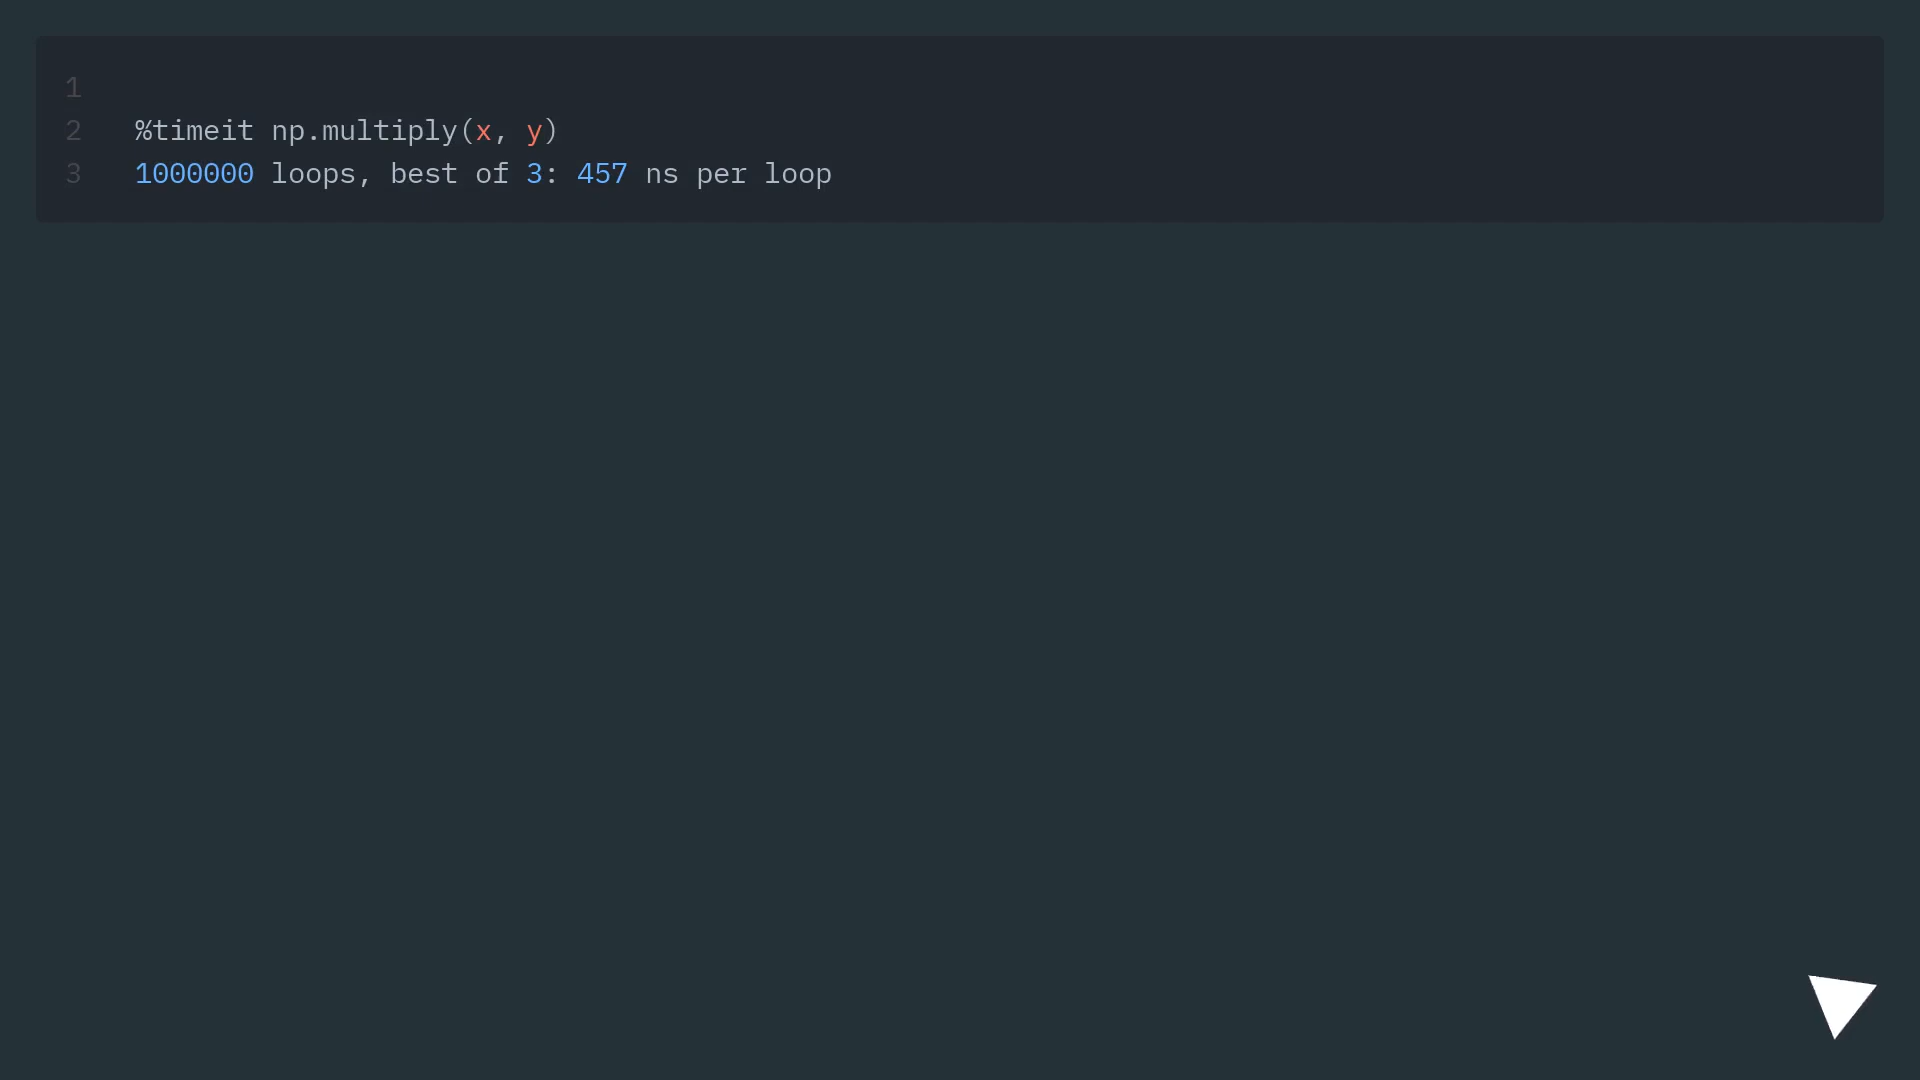 1
2 %timeit np.multiply(x, y)
3 1000000 loops, best of 3: 457 ns per loop